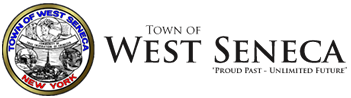 TOWN OF WEST SENECA
NEW YORK
TOWN OF
WEST SENECA
"PROUD PAST - UNLIMITED FUTURE"